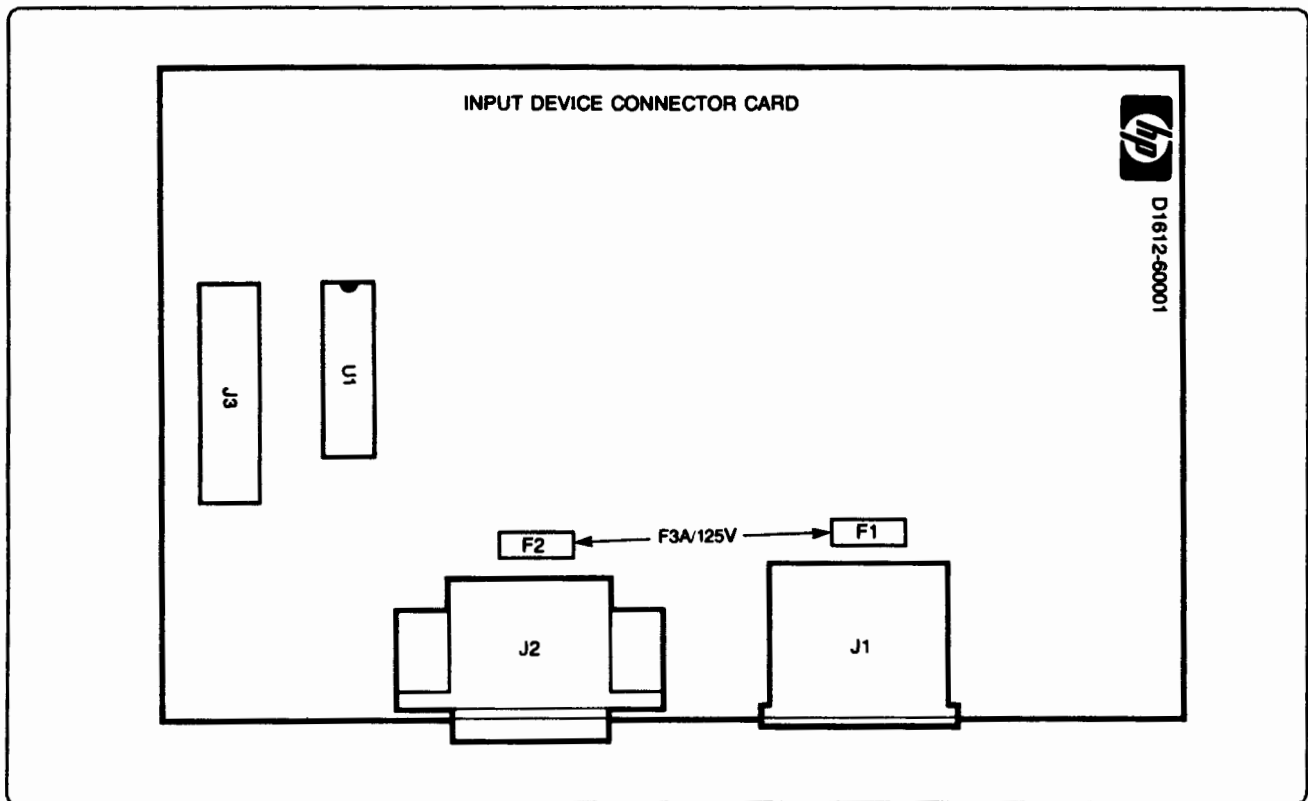 INPUT DEVICE CONNECTOR CARD
hp
D1612-60001
J3
U1
F2
F3A/125V
F1
J2
J1